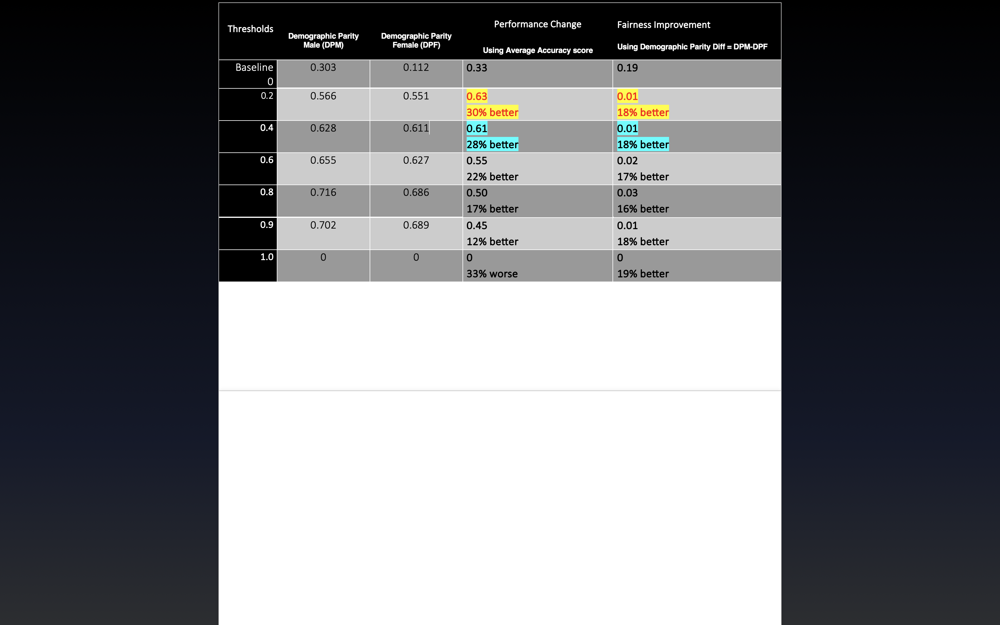 Thresholds
Demographic Parity
Male (DPM)
Demographic Parity
Female (DPF)
Performance Change
Using Average Accuracy score
Fairness Improvement
Using Demographic Parity Diff = DPM-DPF
Baseline
0
0.303
0.112
0.33
0.19
0.2
0.566
0.551
0.63
30% better
0.01
18% better
0.4
0.628
0.611
0.61
28% better
0.01
18% better
0.6
0.655
0.627
0.55
22% better
0.02
17% better
0.8
0.716
0.686
0.50
17% better
0.03
16% better
0.9
0.702
0.689
0.45
12% better
0.01
18% better
1.0
0
0
0
33% worse
0
19% better